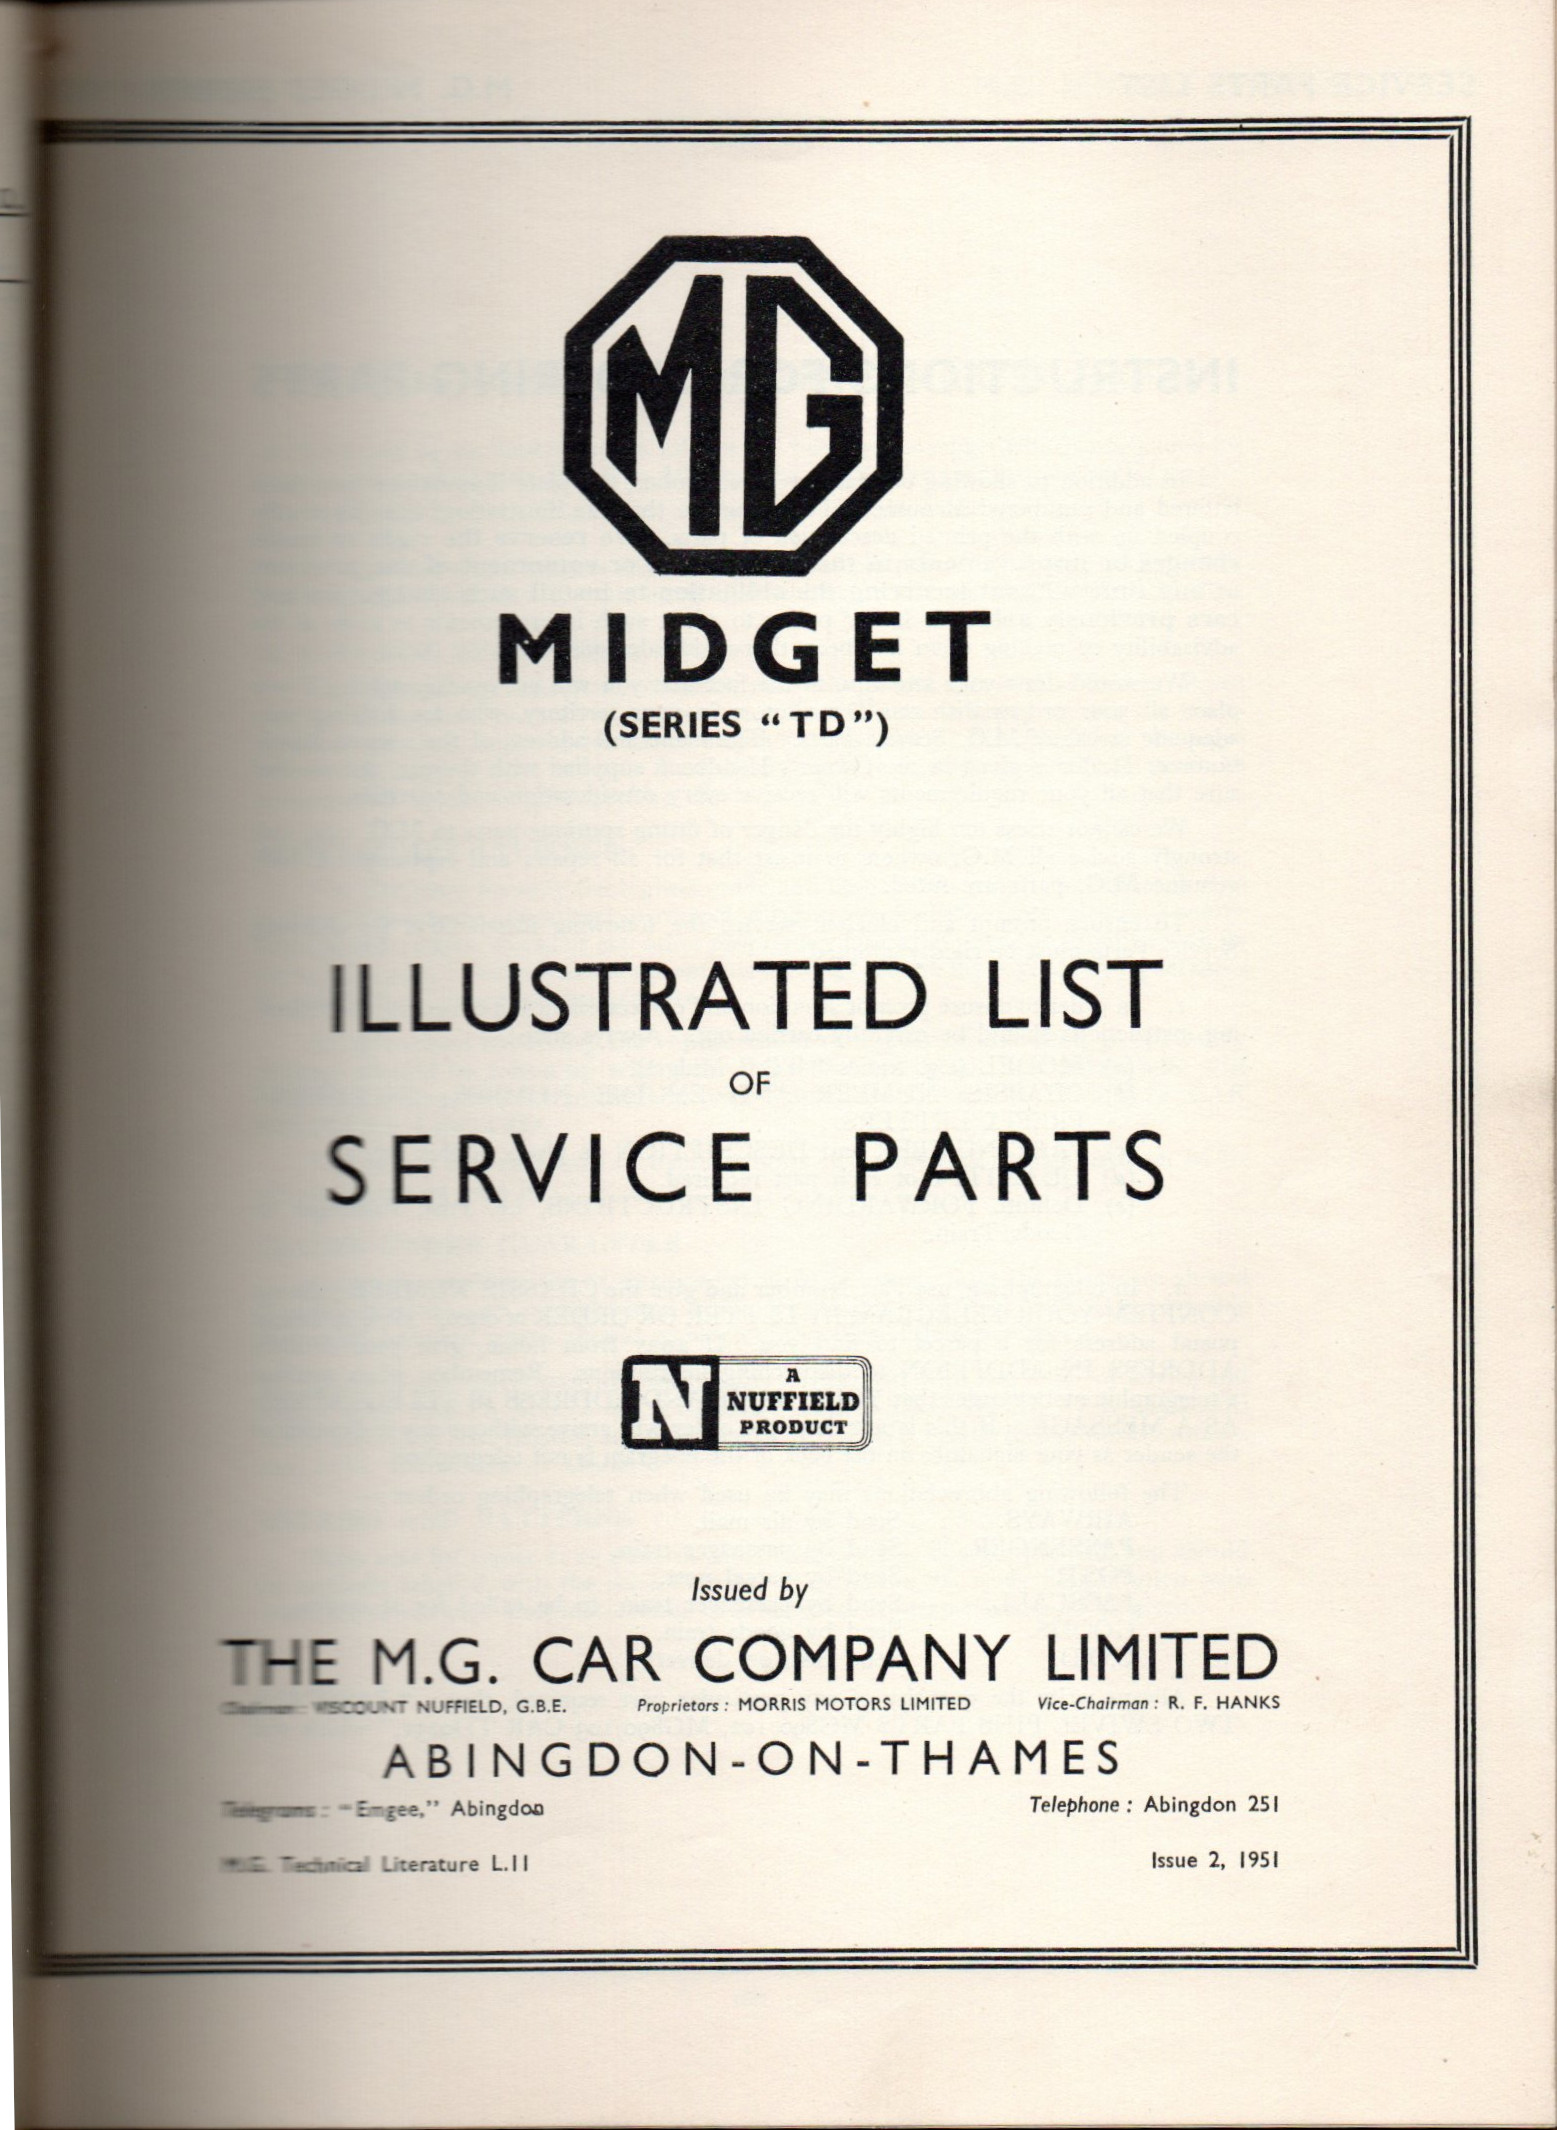 MG
MIDGET
(SERIES “TD”)
ILLUSTRATED LIST
OF
SERVICE PARTS
N
A
NUFFIELD
PRODUCT
Issued by
THE M.G. CAR COMPANY LIMITED
Chairman : VISCOUNT NUFFIELD, G.B.E. Proprietors : MORRIS MOTORS LIMITED Vice-Chairman : R. F. HANKS
ABINGDON-ON-THAMES
Telegrams : “Emgee,” Abingdon Telephone : Abingdon 251
M.G. Technical Literature L.11 Issue 2, 1951